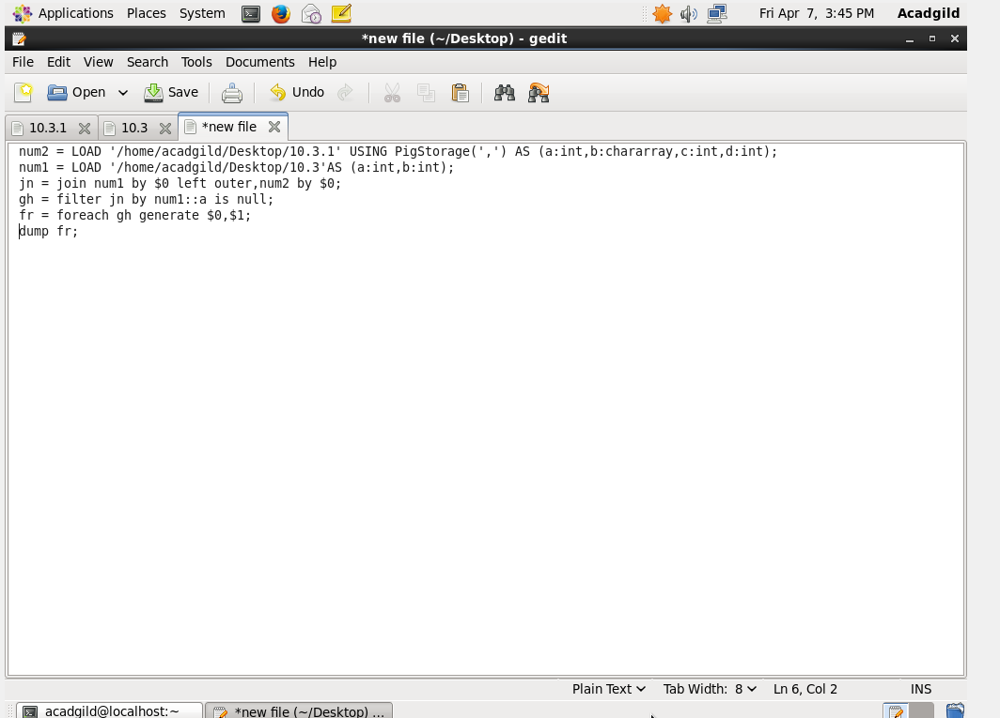 Applications Places System Fri Apr 7, 3:45 PM Acadgild
*new file (~/Desktop) - gedit
File Edit View Search Tools Documents Help
Open Save Undo
10.3.1 10.3 *new file
num2 = LOAD '/home/acadgild/Desktop/10.3.1' USING PigStorage(',') AS (a:int,b:chararray,c:int,d:int);
num1 = LOAD '/home/acadgild/Desktop/10.3'AS (a:int,b:int);
jn = join num1 by $0 left outer,num2 by $0;
gh = filter jn by num1::a is null;
fr = foreach gh generate $0,$1;
dump fr;
Plain Text Tab Width: 8 Ln 6, Col 2 INS
acadgild@localhost:~ *new file (~/Desktop) ...